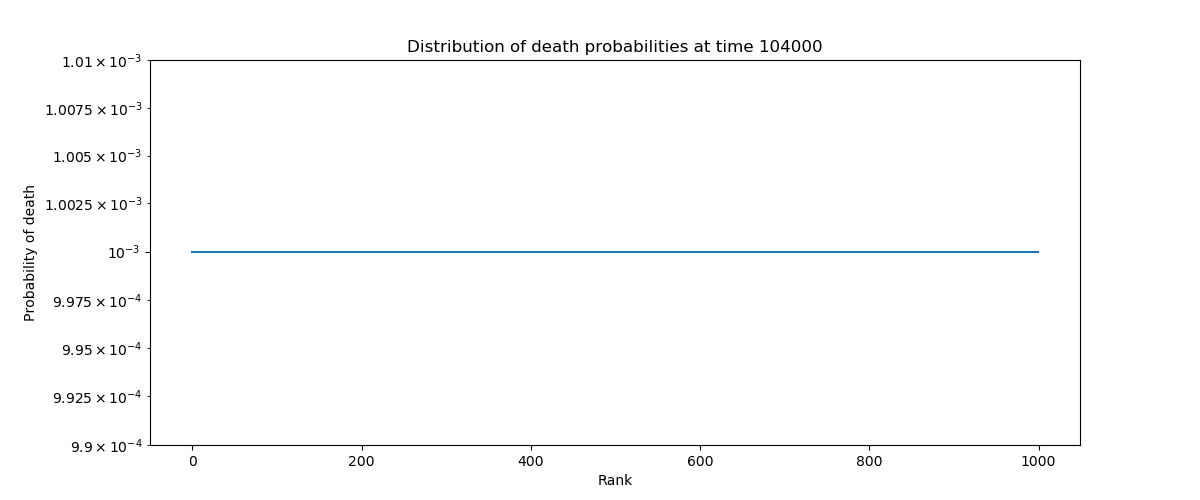 Distribution of death probabilities at time 104000
1.01 × 10⁻³
1.0075 × 10⁻³
1.005 × 10⁻³
1.0025 × 10⁻³
10⁻³
9.975 × 10⁻⁴
9.95 × 10⁻⁴
9.925 × 10⁻⁴
9.9 × 10⁻⁴
Probability of death
0 200 400 600 800 1000
Rank